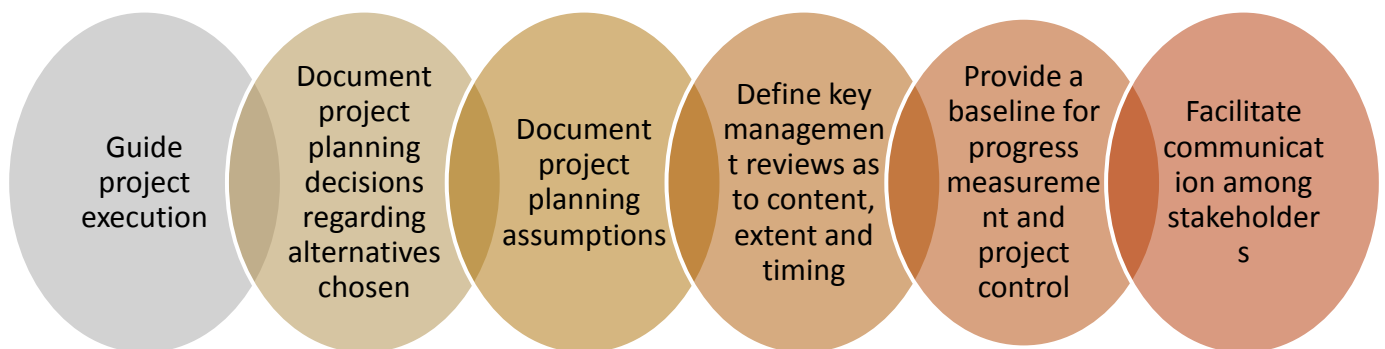 Guide
project
execution
Document
project
planning
decisions
regarding
alternatives
chosen
Document
project
planning
assumptions
Define key
managemen
t reviews as
to content,
extent and
timing
Provide a
baseline for
progress
measureme
nt and
project
control
Facilitate
communicat
ion among
stakeholder
s